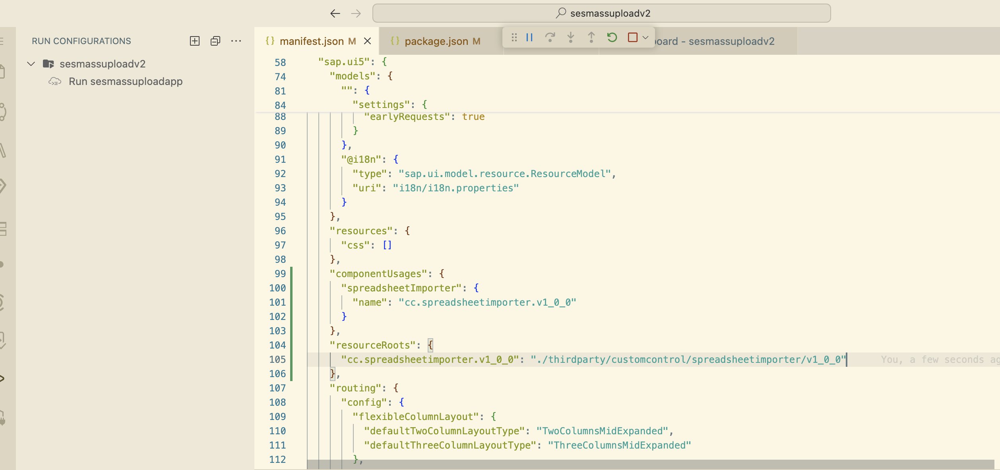 sesmassuploadv2
RUN CONFIGURATIONS
sesmassuploadv2
Run sesmassuploadapp
manifest.json M
package.json M
board - sesmassuploadv2
58 "sap.ui5": {
74 "models": {
81 "": {
84 "settings": {
88 "earlyRequests": true
89 }
90 },
91 "@i18n": {
92 "type": "sap.ui.model.resource.ResourceModel",
93 "uri": "i18n/i18n.properties"
94 }
95 },
96 "resources": {
97 "css": []
98 },
99 "componentUsages": {
100 "spreadsheetImporter": {
101 "name": "cc.spreadsheetimporter.v1_0_0"
102 }
103 },
104 "resourceRoots": {
105 "cc.spreadsheetimporter.v1_0_0": "./thirdparty/customcontrol/spreadsheetimporter/v1_0_0" You, a few seconds ag
106 },
107 "routing": {
108 "config": {
109 "flexibleColumnLayout": {
110 "defaultTwoColumnLayoutType": "TwoColumnsMidExpanded",
111 "defaultThreeColumnLayoutType": "ThreeColumnsMidExpanded"
112 },